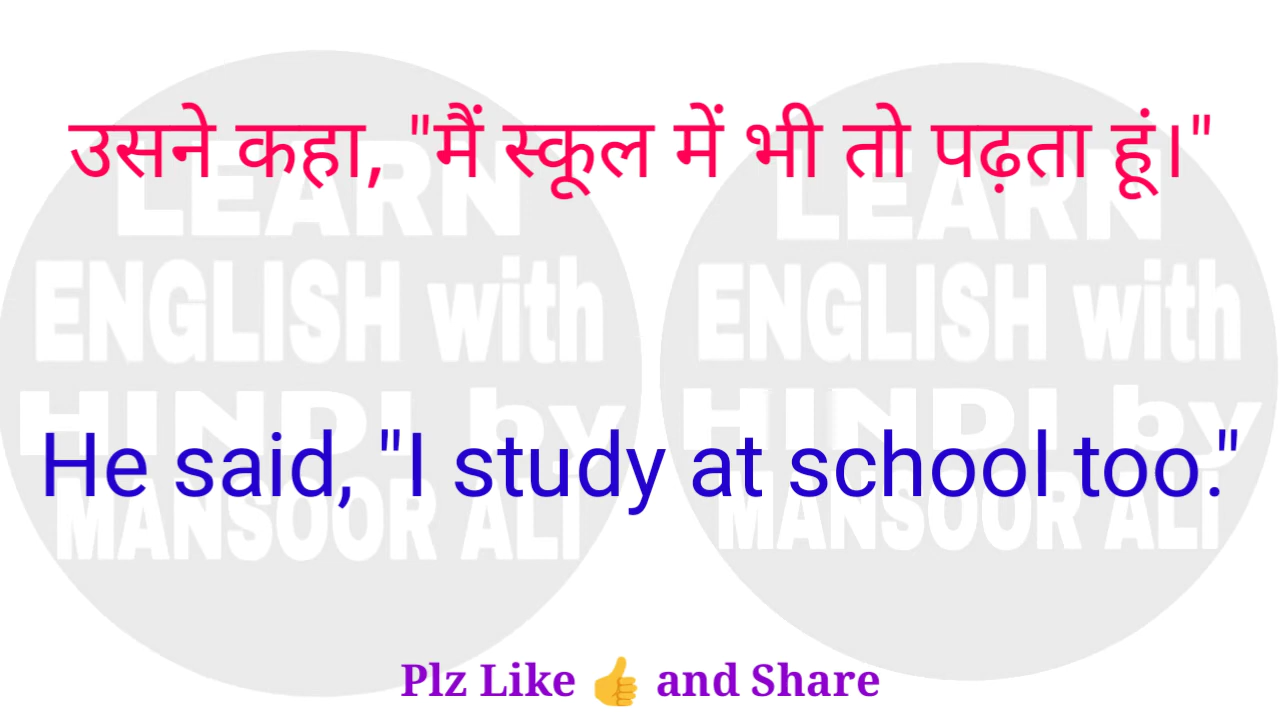 उसने कहा, "मैं स्कूल में भी तो पढ़ता हूं।"
LEARN LEARN
ENGLISH with ENGLISH with
HINDI by HINDI by
He said, "I study at school too."
MANSOOR ALI MANSOOR ALI
Plz Like 👍 and Share